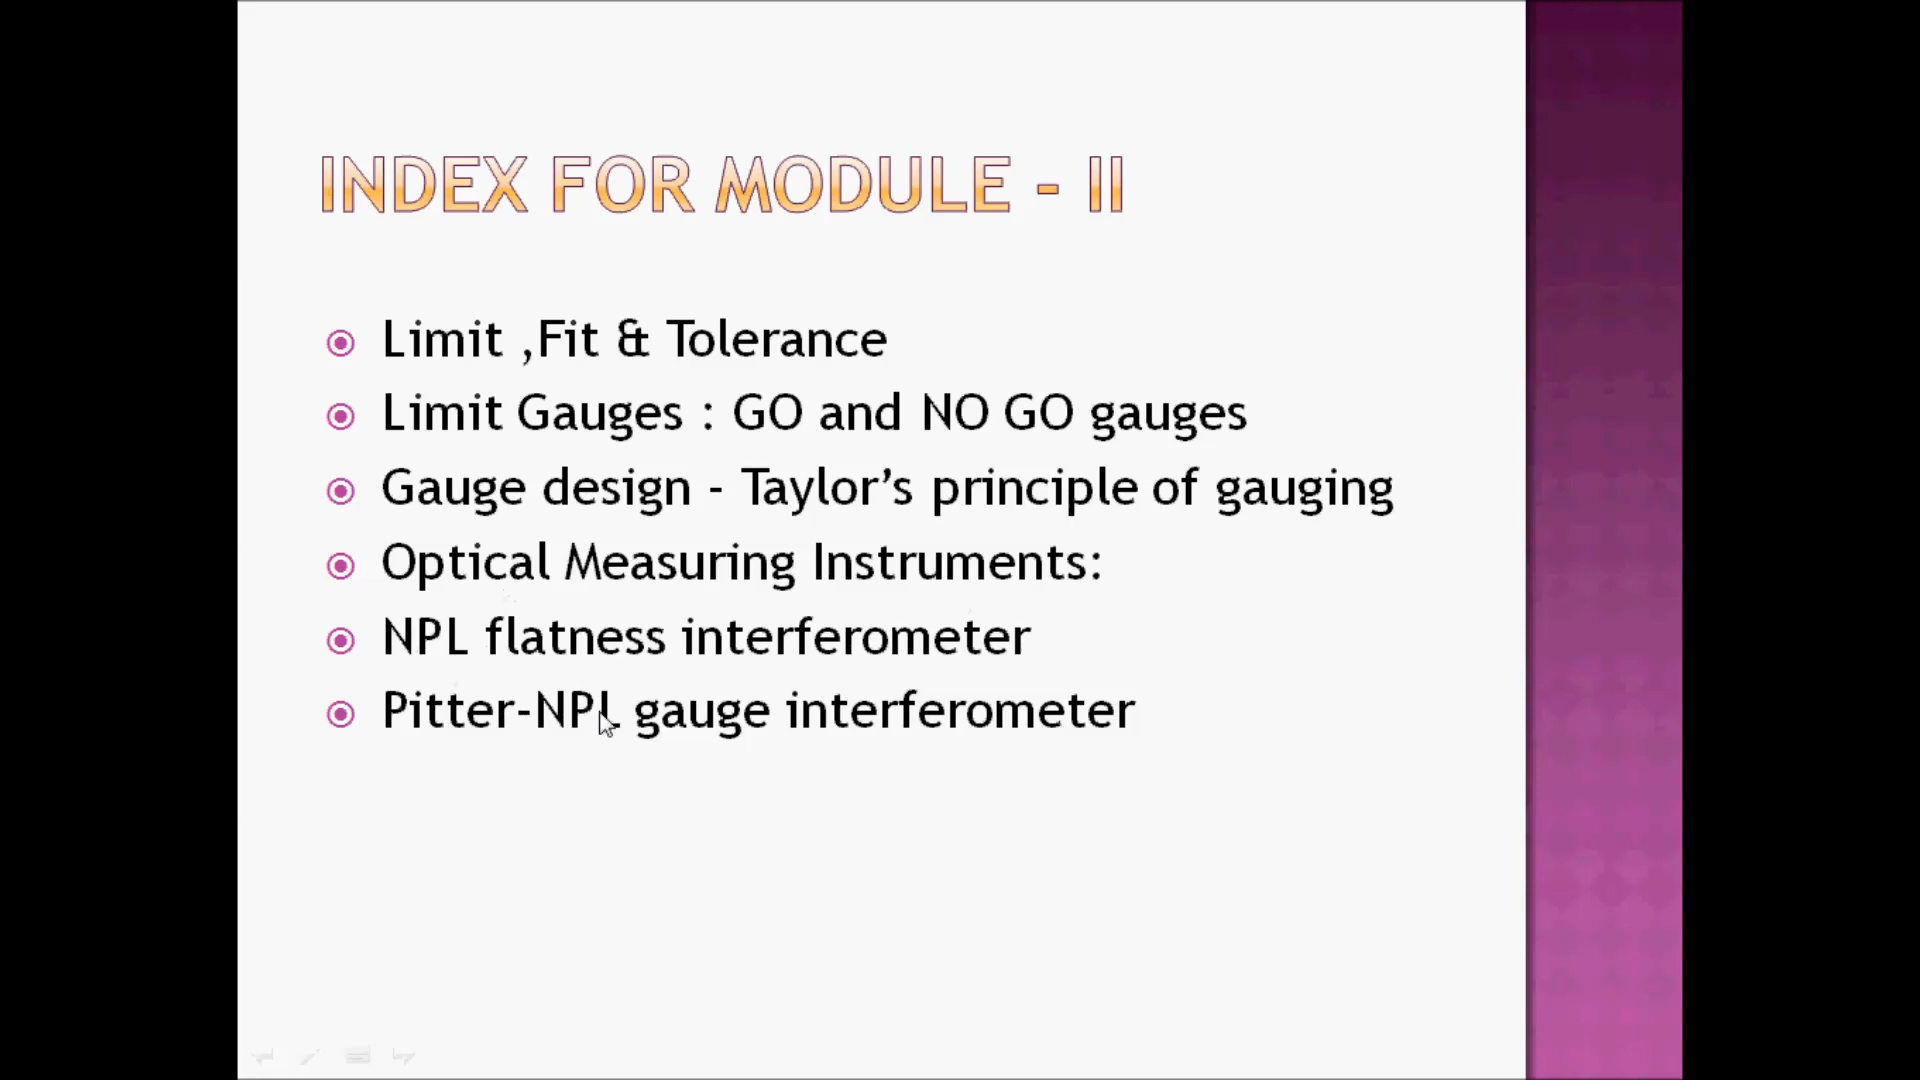 INDEX FOR MODULE - II
Limit ,Fit & Tolerance
Limit Gauges : GO and NO GO gauges
Gauge design - Taylor’s principle of gauging
Optical Measuring Instruments:
NPL flatness interferometer
Pitter-NPL gauge interferometer